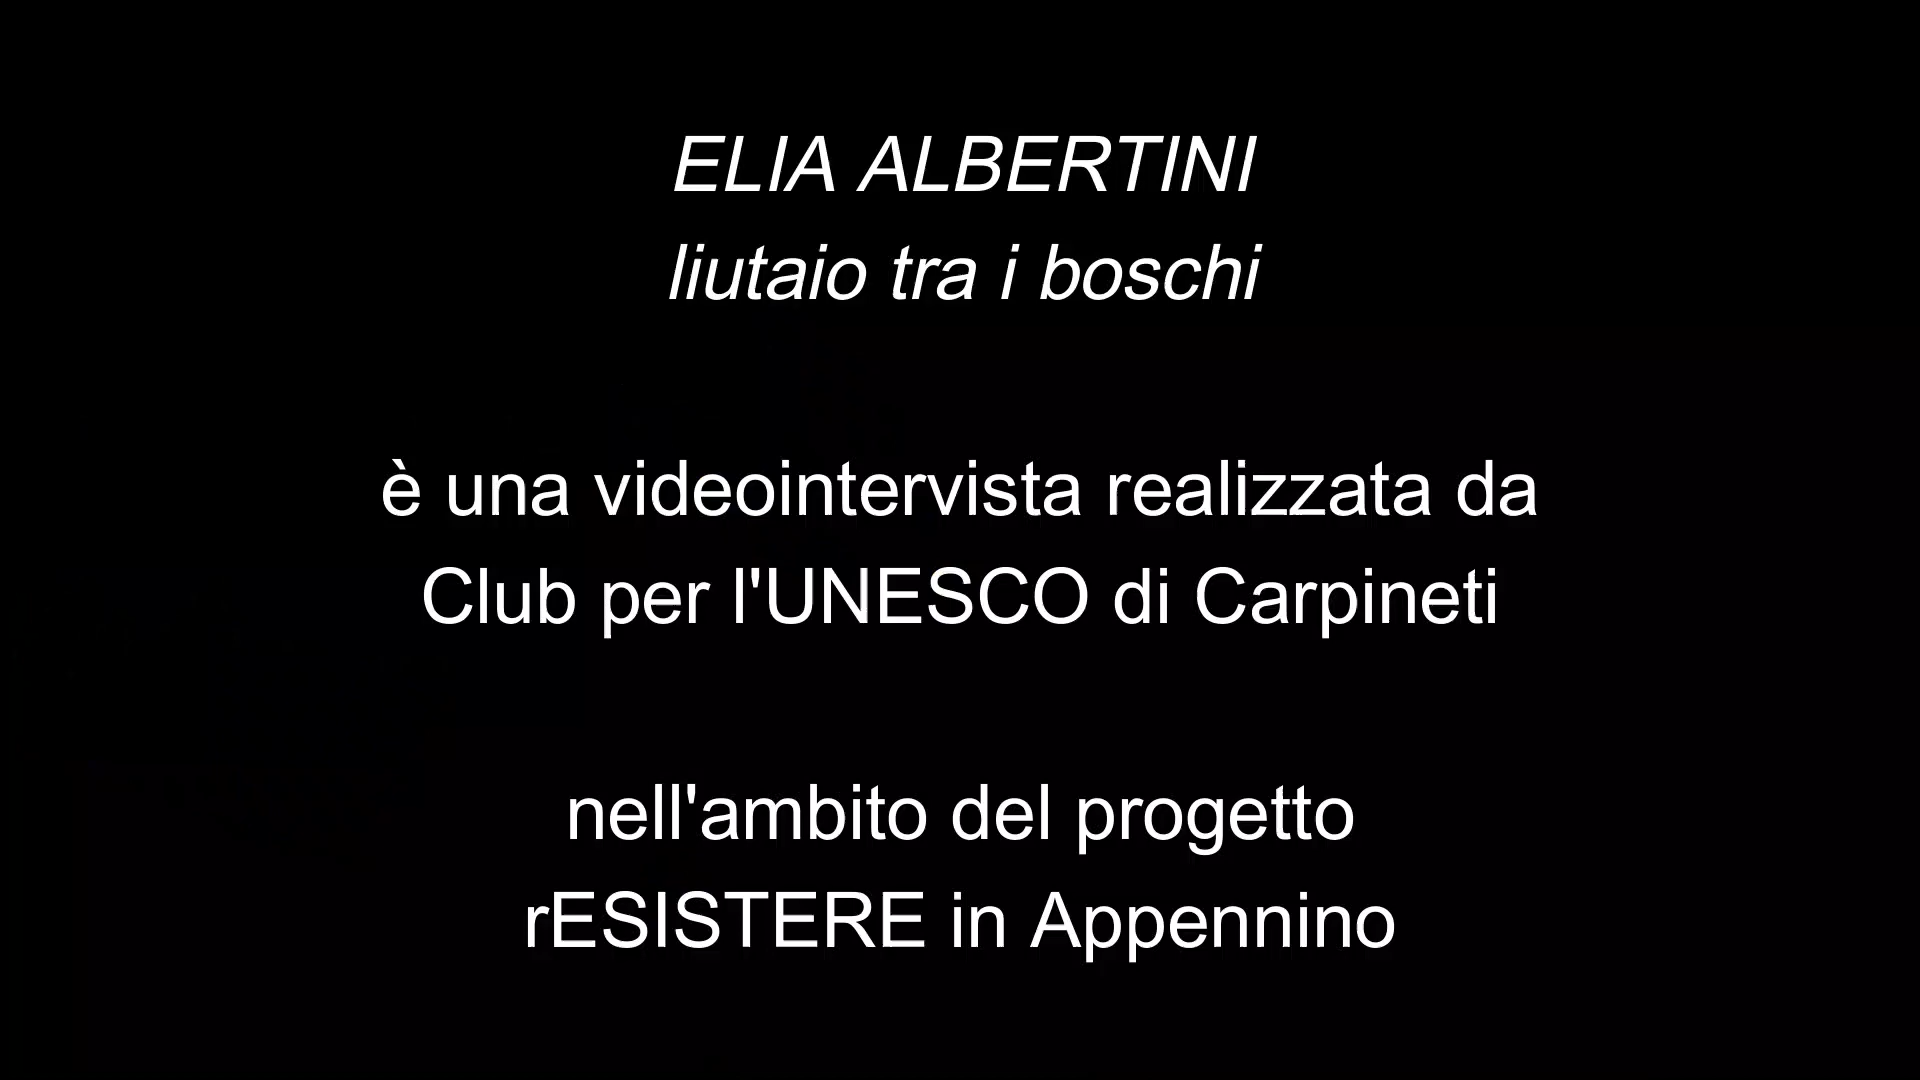 ELIA ALBERTINI
liutaio tra i boschi
è una videointervista realizzata da
Club per l'UNESCO di Carpineti
nell'ambito del progetto
rESISTERE in Appennino